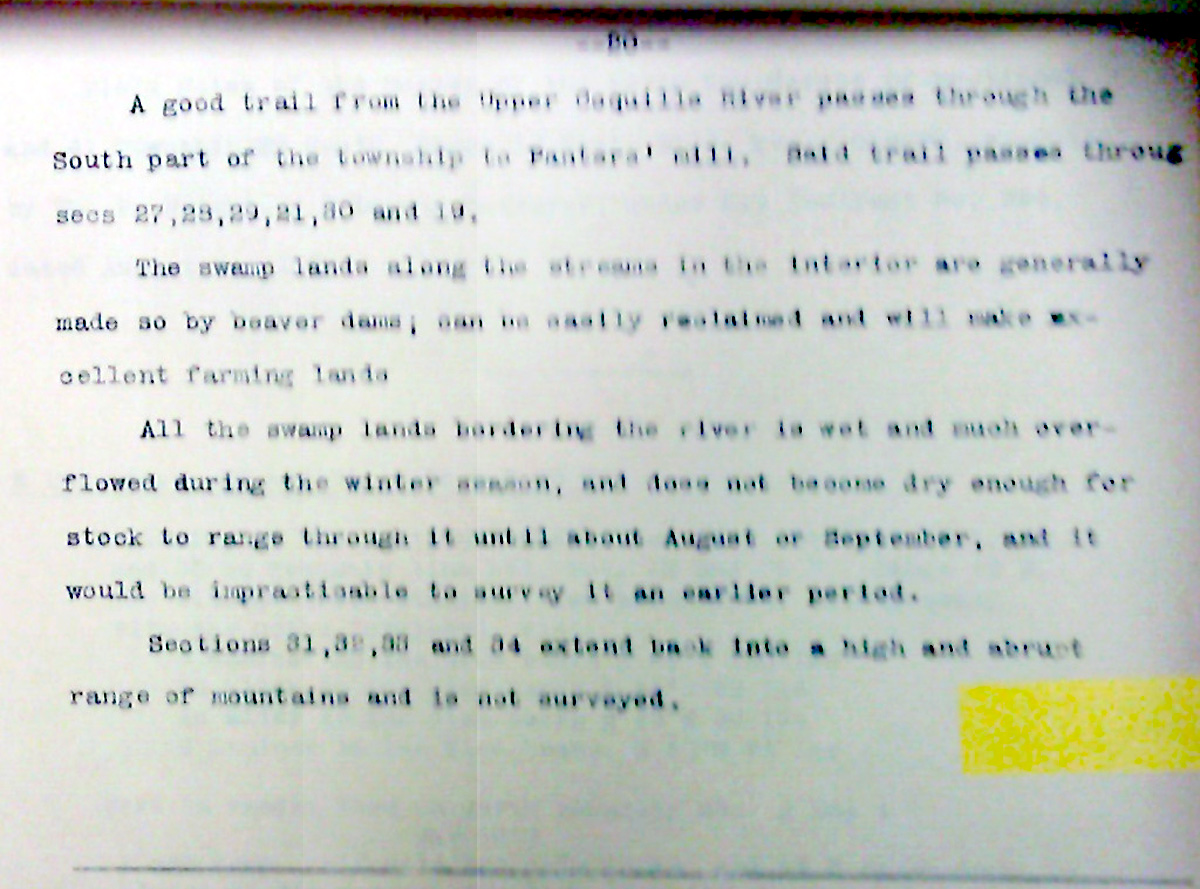 --80--
A good trail from the Upper Coquille River passes through the
South part of the township to Panters' mill. Said trail passes throug
secs 27,28,29,21,30 and 19.
The swamp lands along the streams in the interior are generally
made so by beaver dams; can be easily reclaimed and will make ex-
cellent farming lands
All the swamp lands bordering the river is wet and much over-
flowed during the winter season, and does not become dry enough for
stock to range through it until about August or September, and it
would be impracticable to survey it an earlier period.
Sections 31,32,33 and 34 extend back into a high and abrupt
range of mountains and is not surveyed.